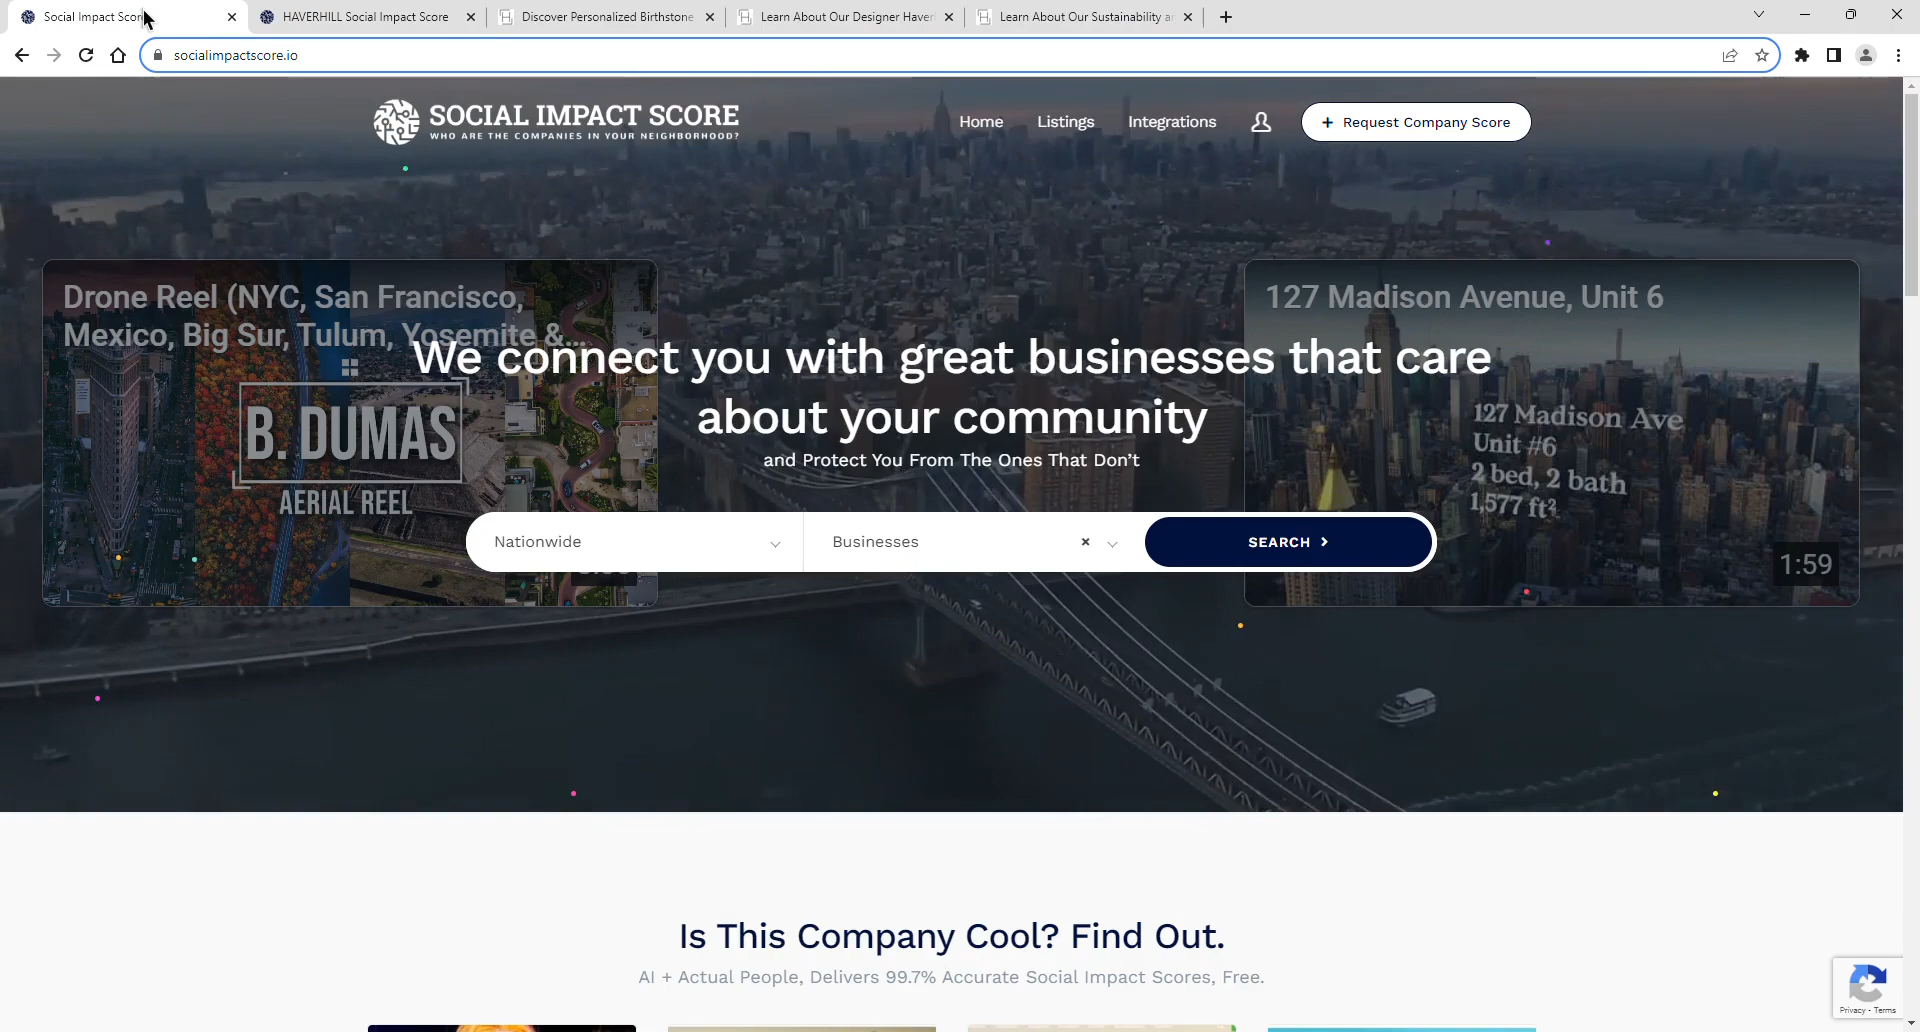 Social Impact Scor
HAVERHILL Social Impact Score
Discover Personalized Birthstone
Learn About Our Designer Haver
Learn About Our Sustainability a
socialimpactscore.io
SOCIAL IMPACT SCORE
WHO ARE THE COMPANIES IN YOUR NEIGHBORHOOD?
Home
Listings
Integrations
+ Request Company Score
Drone Reel (NYC, San Francisco,
Mexico, Big Sur, Tulum, Yosemite &...
B. DUMAS
AERIAL REEL
127 Madison Avenue, Unit 6
127 Madison Ave
Unit #6
2 bed, 2 bath
1,577 ft²
1:59
We connect you with great businesses that care
about your community
and Protect You From The Ones That Don't
Nationwide
Businesses
SEARCH
Is This Company Cool? Find Out.
AI + Actual People, Delivers 99.7% Accurate Social Impact Scores, Free.
Privacy - Terms